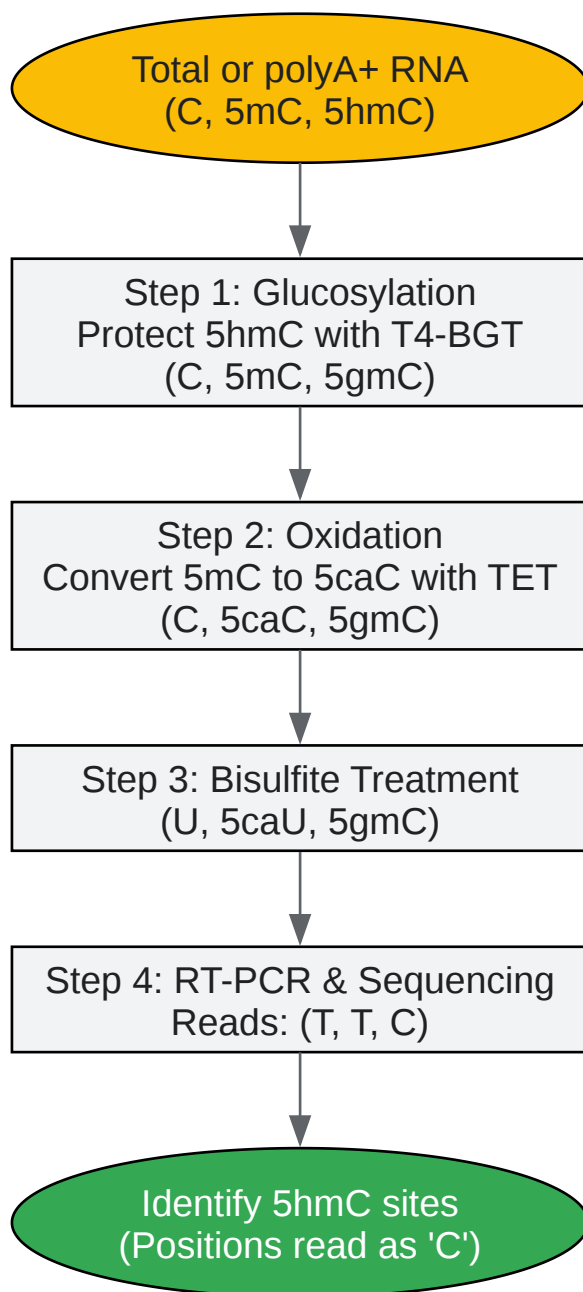 Total or polyA+ RNA
(C, 5mC, 5hmC)
Step 1: Glucosylation
Protect 5hmC with T4-BGT
(C, 5mC, 5gmC)
Step 2: Oxidation
Convert 5mC to 5caC with TET
(C, 5caC, 5gmC)
Step 3: Bisulfite Treatment
(U, 5caU, 5gmC)
Step 4: RT-PCR & Sequencing
Reads: (T, T, C)
Identify 5hmC sites
(Positions read as 'C')